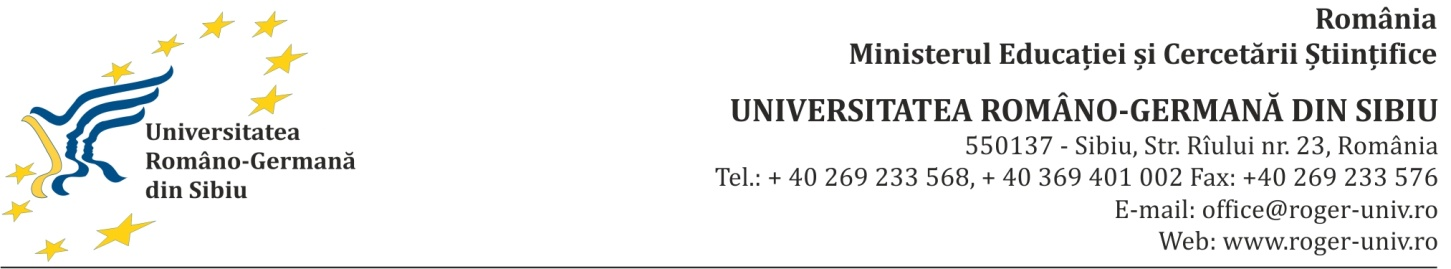 Universitatea
Româno-Germană
din Sibiu
România
Ministerul Educației și Cercetării Științifice
UNIVERSITATEA ROMÂNO-GERMANĂ DIN SIBIU
550137 - Sibiu, Str. Rîului nr. 23, România
Tel.: + 40 269 233 568, + 40 369 401 002 Fax: +40 269 233 576
E-mail: office@roger-univ.ro
Web: www.roger-univ.ro